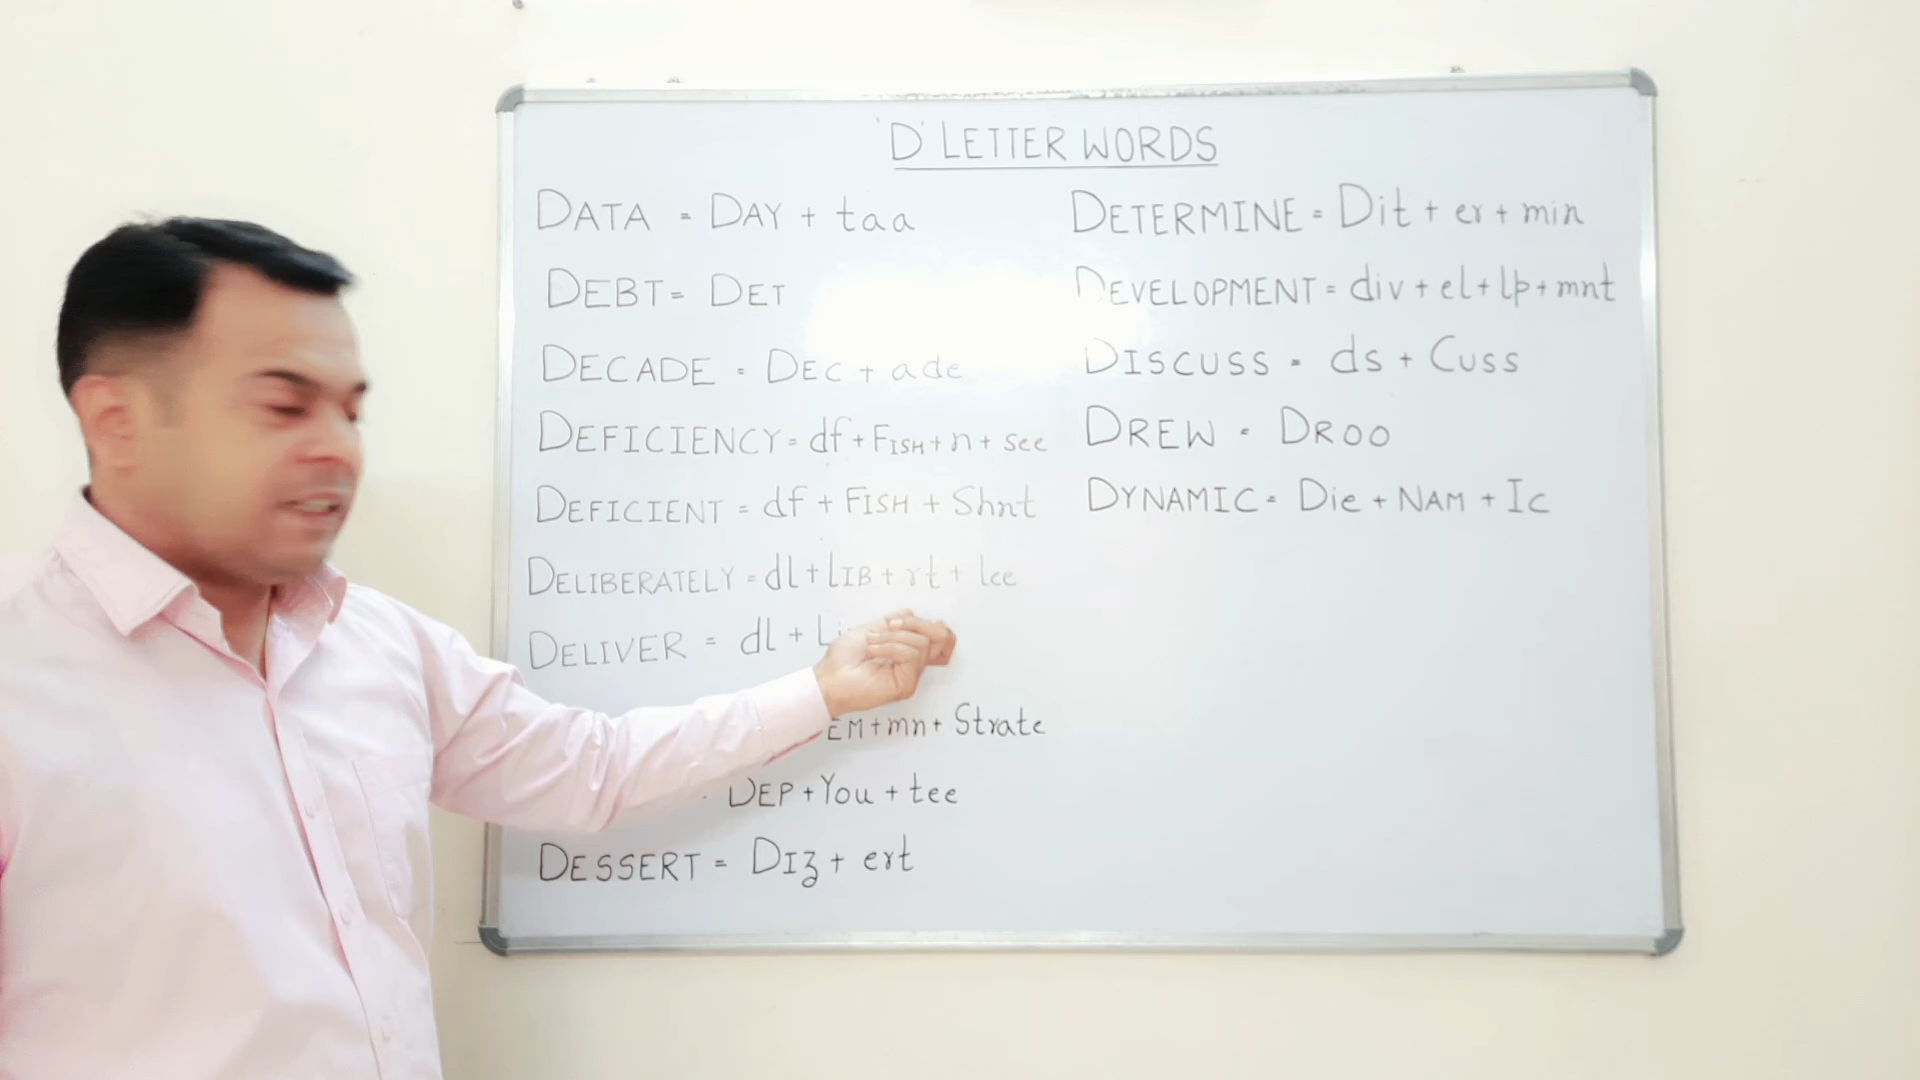 'D' LETTER WORDS
DATA = DAY + taa
DEBT = DET
DECADE = DEC + ade
DEFICIENCY = df + FISH + n + see
DEFICIENT = df + FISH + Shnt
DELIBERATELY = dl + LIB + rt + lee
DELIVER = dl +
EM + mn + Strate
DEP + You + tee
DESSERT = DIZ + ert
DETERMINE = Dit + er + min
DEVELOPMENT = div + el + lp + mnt
DISCUSS = ds + Cuss
DREW = DROO
DYNAMIC = Die + NAM + Ic